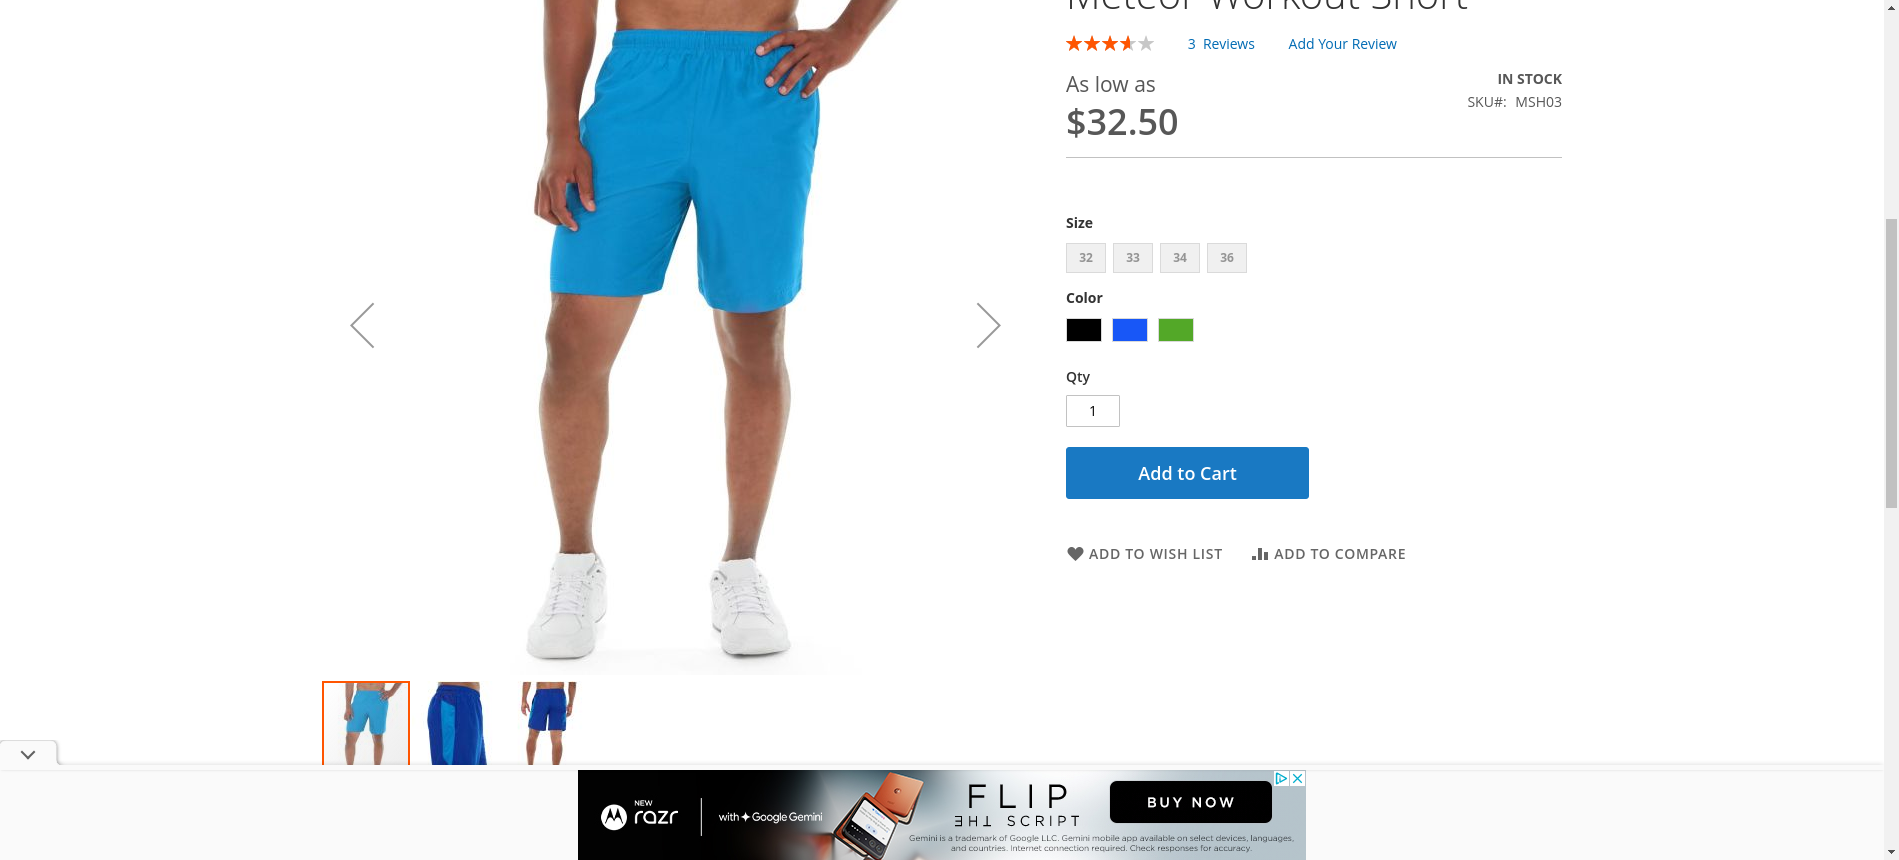 Meteor Workout Short
3 Reviews Add Your Review
As low as
$32.50
IN STOCK
SKU#: MSH03
Size
32 33 34 36
Color
Qty
1
Add to Cart
ADD TO WISH LIST ADD TO COMPARE
NEW
razr
with Google Gemini
FLIP
THE SCRIPT
BUY NOW
Gemini is a trademark of Google LLC. Gemini mobile app available on select devices, languages,
and countries. Internet connection required. Check responses for accuracy.